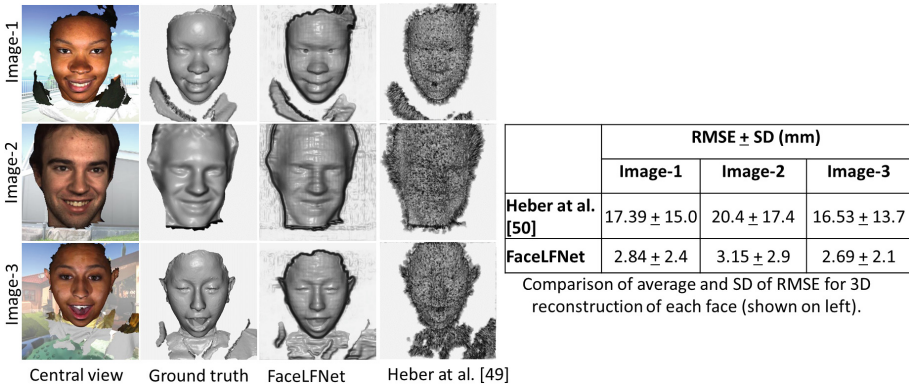 Image-1
Image-2
Image-3
Central view Ground truth FaceLFNet Heber at al. [49]
RMSE ± SD (mm)
Image-1 Image-2 Image-3
Heber at al. [50] 17.39 ± 15.0 20.4 ± 17.4 16.53 ± 13.7
FaceLFNet 2.84 ± 2.4 3.15 ± 2.9 2.69 ± 2.1
Comparison of average and SD of RMSE for 3D
reconstruction of each face (shown on left).